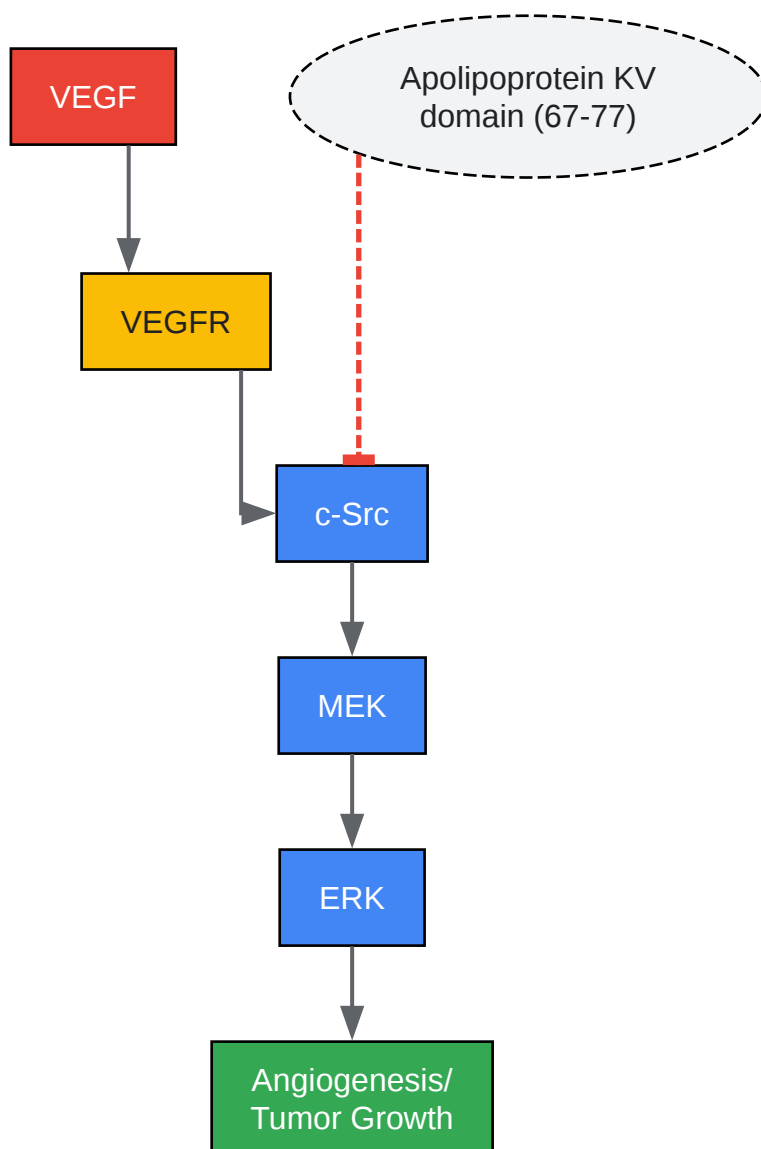 VEGF
Apolipoprotein KV
domain (67-77)
VEGFR
c-Src
MEK
ERK
Angiogenesis/
Tumor Growth